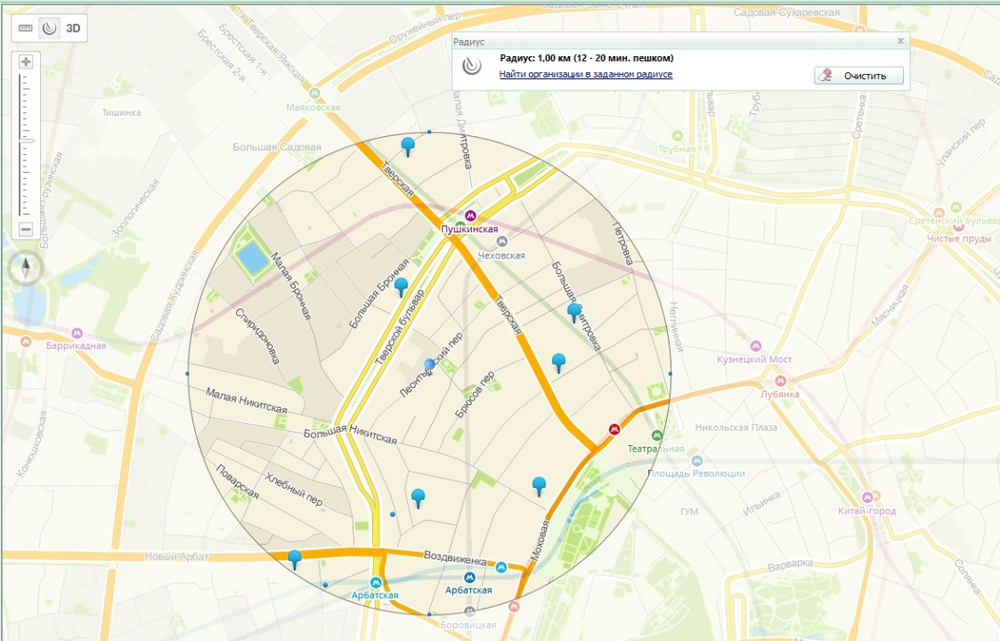 Садовая-Самотёчная
Садовая-Сухаревская
Оружейный пер
1-я Тверская-Ямская
3D
Радиус
x
Брестская 1-я
Брестская 2-я
Радиус: 1,00 км (12 - 20 мин. пешком)
Найти организации в заданном радиусе
Очистить
Маяковская
Малая Дмитровка
Тишинка
Сретенка
Уланский пер
Большая Садовая
Трубная
Большая Грузинская
Тверская
Зоологическая
Пушкинская
Сретенский бульвар
Чистые пруды
Чеховская
Петровка
Садовая-Кудринская
Малая Бронная
Большая Бронная
Большая Дмитровка
Тверская
Тверской бульвар
Неглинная
Мясницкая
Спиридоновка
Баррикадная
Леонтьевский пер
Кузнецкий Мост
Брюсов пер
Лубянка
Малая Никитская
Большая Никитская
Никольская Плаза
Конюшковская
Театральная
Площадь Революции
Поварская
Хлебный пер
ГУМ
Ильинка
Китай-город
Моховая
Новый Арбат
Воздвиженка
Варварка
Солянка
Арбатская
Арбатская
Боровицкая